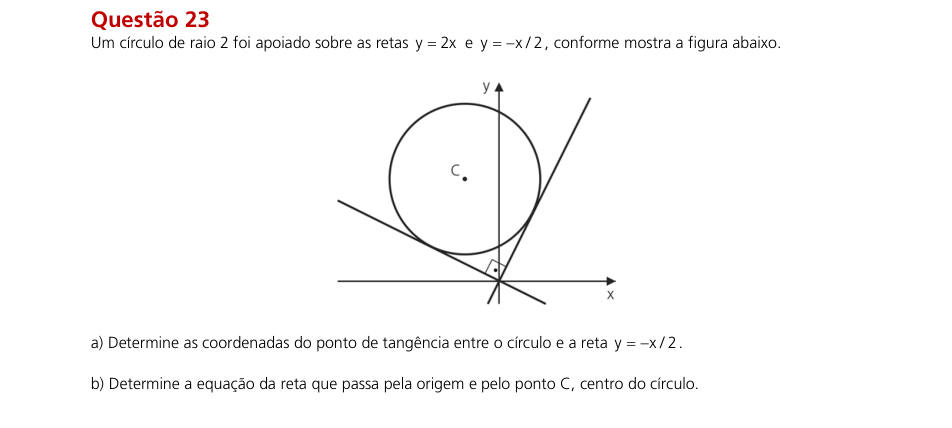 Questão 23
Um círculo de raio 2 foi apoiado sobre as retas y = 2x e y = –x/2, conforme mostra a figura abaixo.
y
C
x
a) Determine as coordenadas do ponto de tangência entre o círculo e a reta y = –x/2.
b) Determine a equação da reta que passa pela origem e pelo ponto C, centro do círculo.